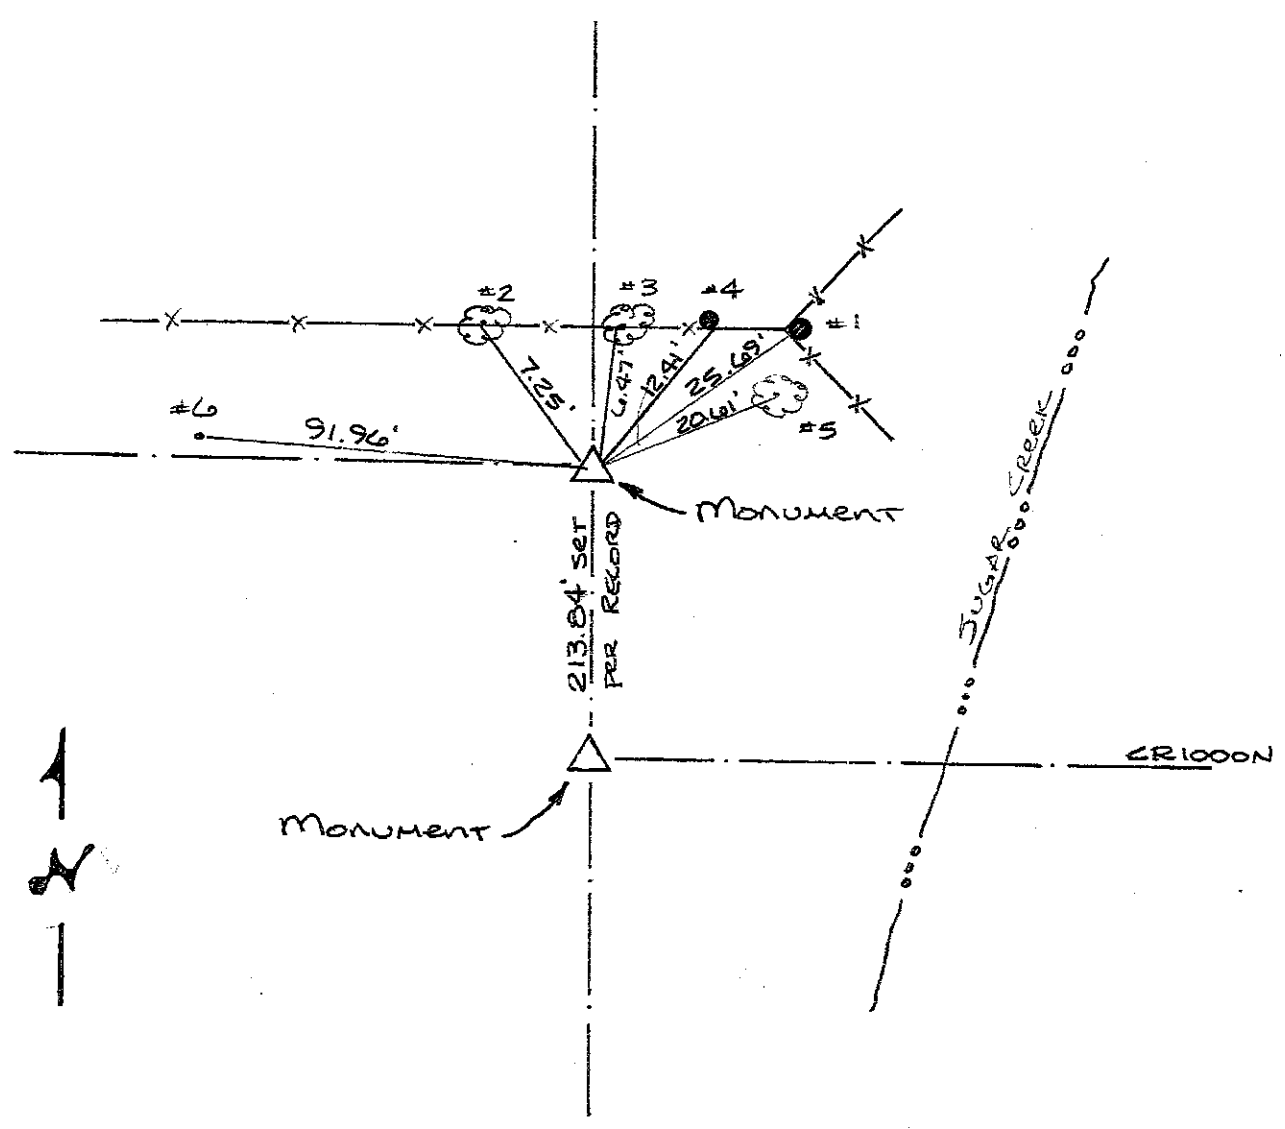 #2
#3
#4
#1
7.25'
6.47'
12.41'
25.69'
20.61'
#5
#6
91.96'
Monument
213.84' set
per Record
Sugar Creek
CR1000N
Monument
N